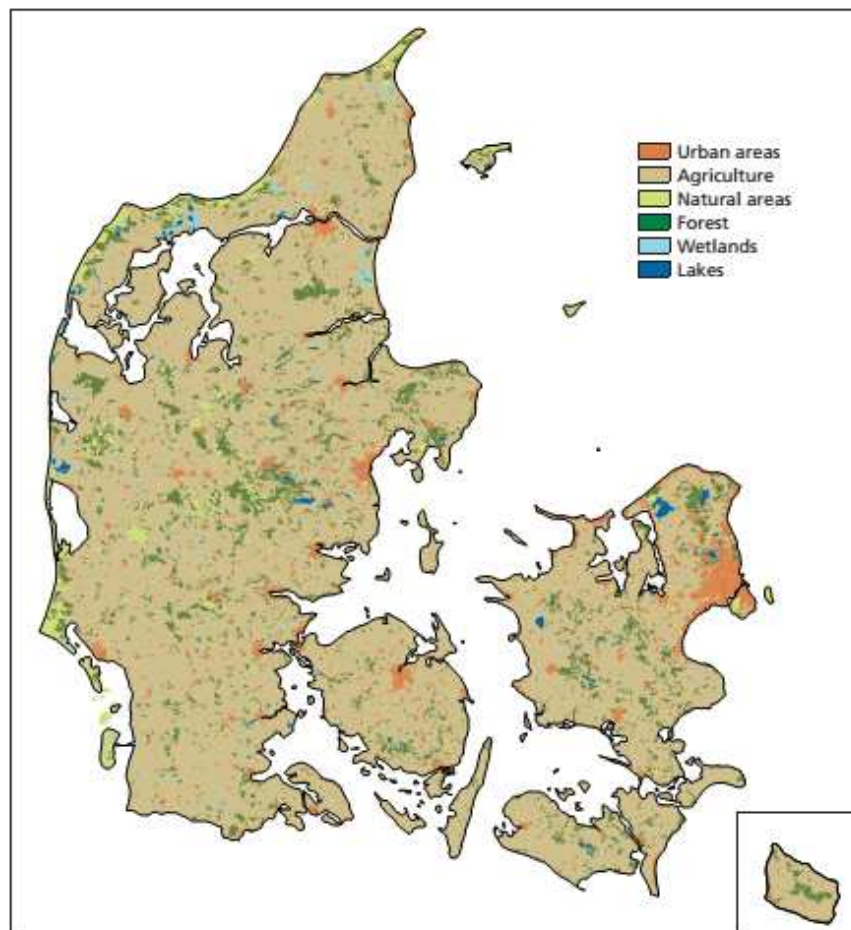 Urban areas
Agriculture
Natural areas
Forest
Wetlands
Lakes